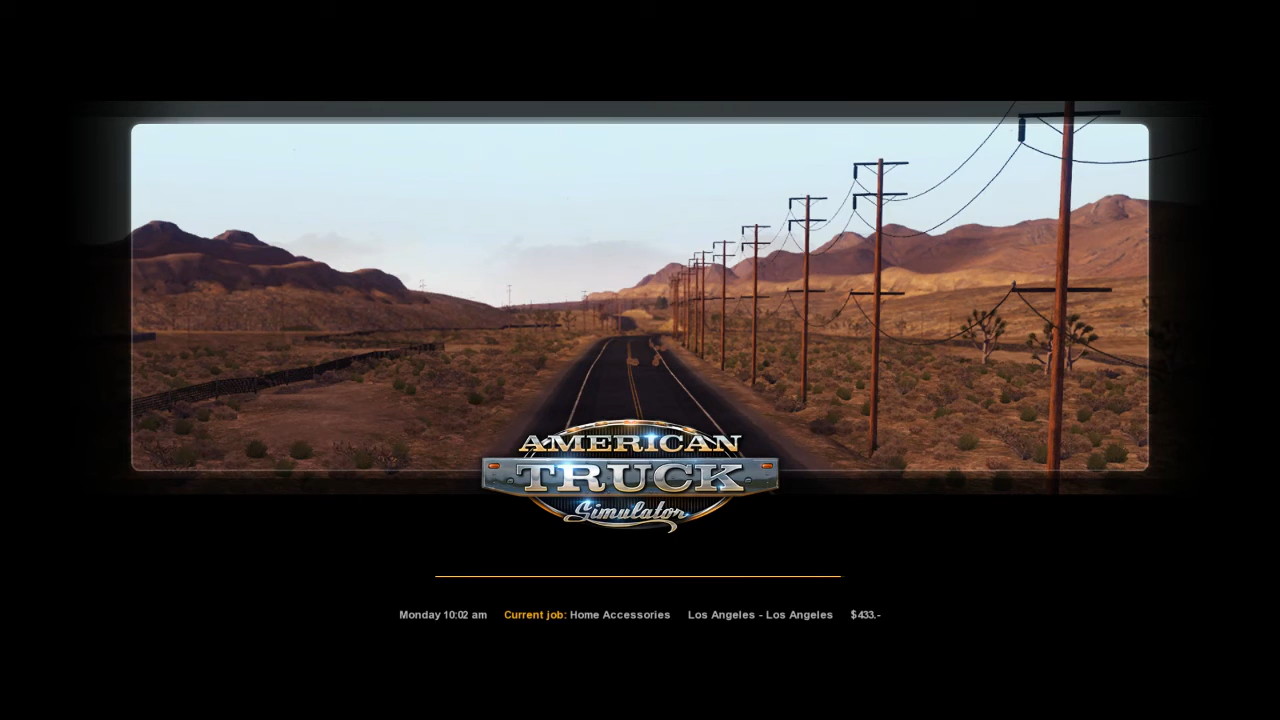 AMERICAN
TRUCK
Simulator
Monday 10:02 am Current job: Home Accessories Los Angeles - Los Angeles $433.-